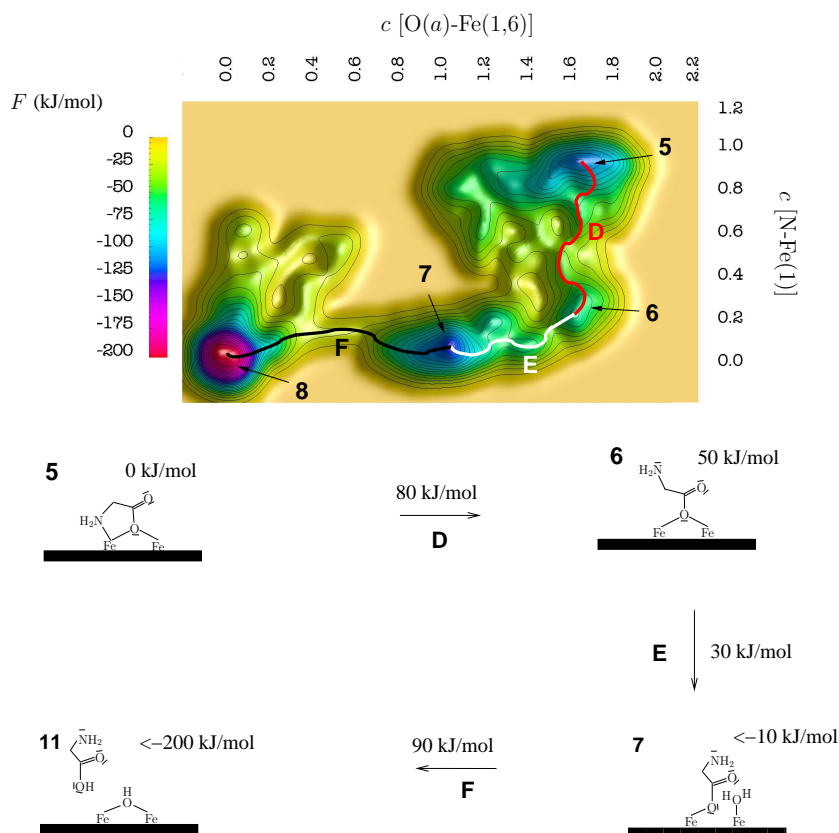 c [O(a)-Fe(1,6)]
0.0 0.2 0.4 0.6 0.8 1.0 1.2 1.4 1.6 1.8 2.0 2.2
F (kJ/mol)
0
-25
-50
-75
-100
-125
-150
-175
-200
1.2
1.0
0.8
0.6
0.4
0.2
0.0
c [N-Fe(1)]
5
D
7
6
F
E
8
5 0 kJ/mol
H2N
O
O
Fe Fe
80 kJ/mol
D
6 50 kJ/mol
H2N
O
O
Fe Fe
E 30 kJ/mol
11 <−200 kJ/mol
NH2
O
OH
H
O
Fe Fe
90 kJ/mol
F
7 <−10 kJ/mol
NH2
O
H H
O O
Fe Fe